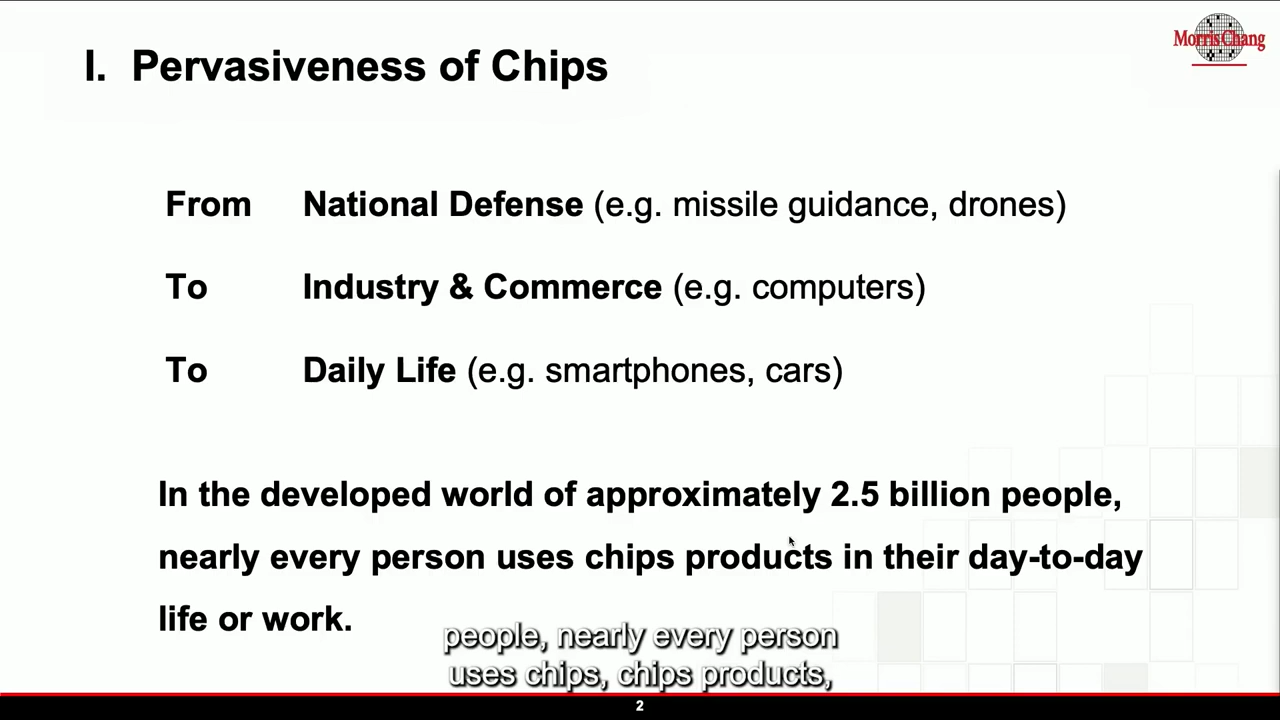 Morris Chang
I. Pervasiveness of Chips
From National Defense (e.g. missile guidance, drones)
To Industry & Commerce (e.g. computers)
To Daily Life (e.g. smartphones, cars)
In the developed world of approximately 2.5 billion people,
nearly every person uses chips products in their day-to-day
life or work.
people, nearly every person
uses chips, chips products,
2